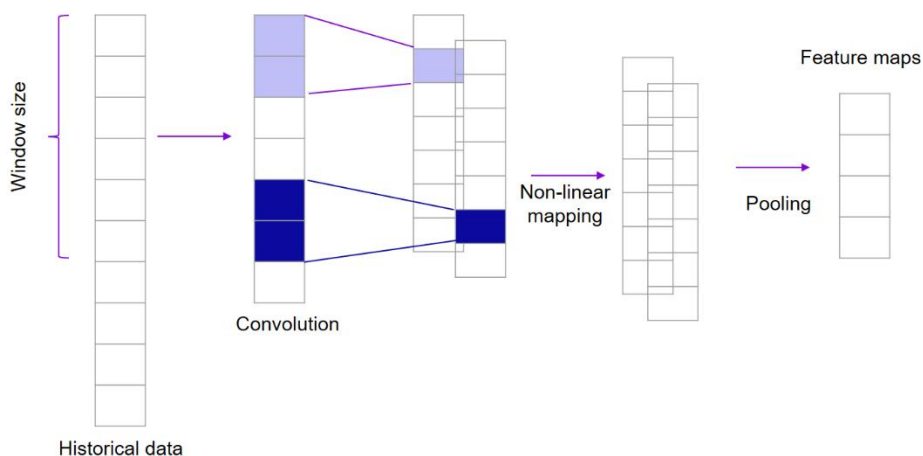 Window size
Historical data
Convolution
Non-linear
mapping
Pooling
Feature maps